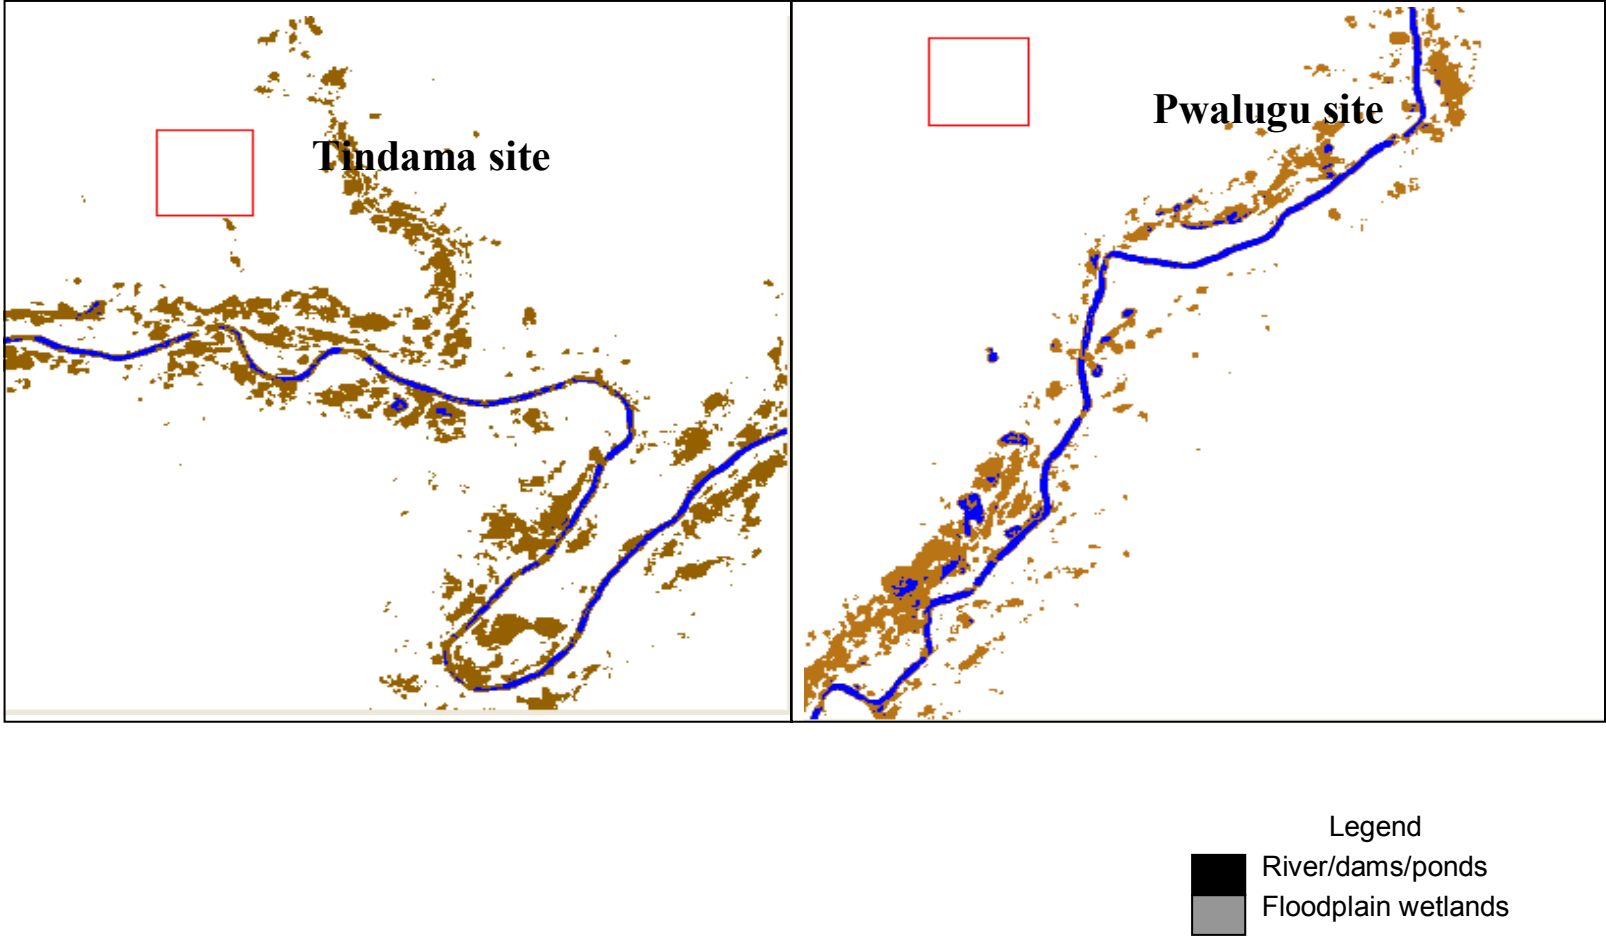 Tindama site
Pwalugu site
Legend
River/dams/ponds
Floodplain wetlands